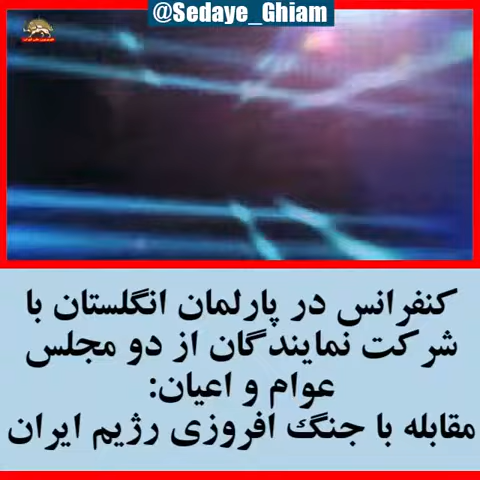 @Sedaye_Ghiam
کنفرانس در پارلمان انگلستان با
شرکت نمایندگان از دو مجلس
عوام و اعیان:
مقابله با جنگ افروزی رژیم ایران